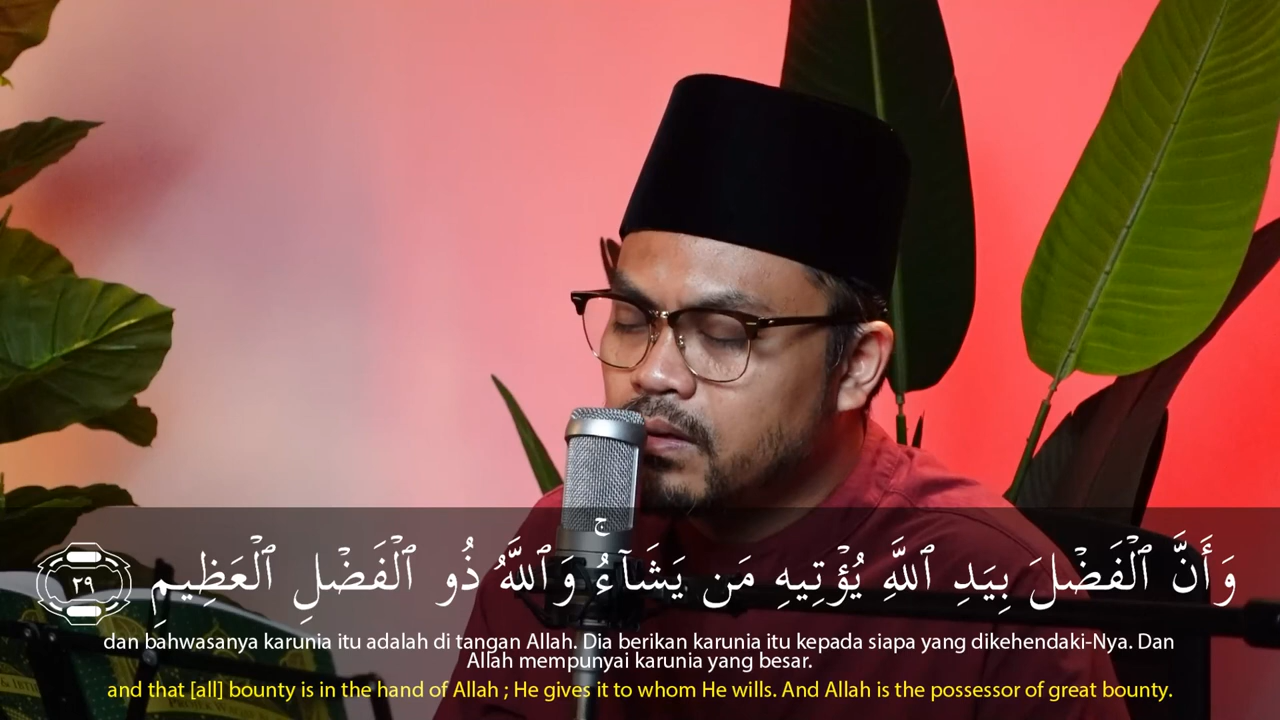 وَأَنَّ ٱلْفَضْلَ بِيَدِ ٱللَّهِ يُؤْتِيهِ مَن يَشَآءُ ۚ وَٱللَّهُ ذُو ٱلْفَضْلِ ٱلْعَظِيمِ ٢٩
dan bahwasanya karunia itu adalah di tangan Allah. Dia berikan karunia itu kepada siapa yang dikehendaki-Nya. Dan
Allah mempunyai karunia yang besar.
and that [all] bounty is in the hand of Allah ; He gives it to whom He wills. And Allah is the possessor of great bounty.